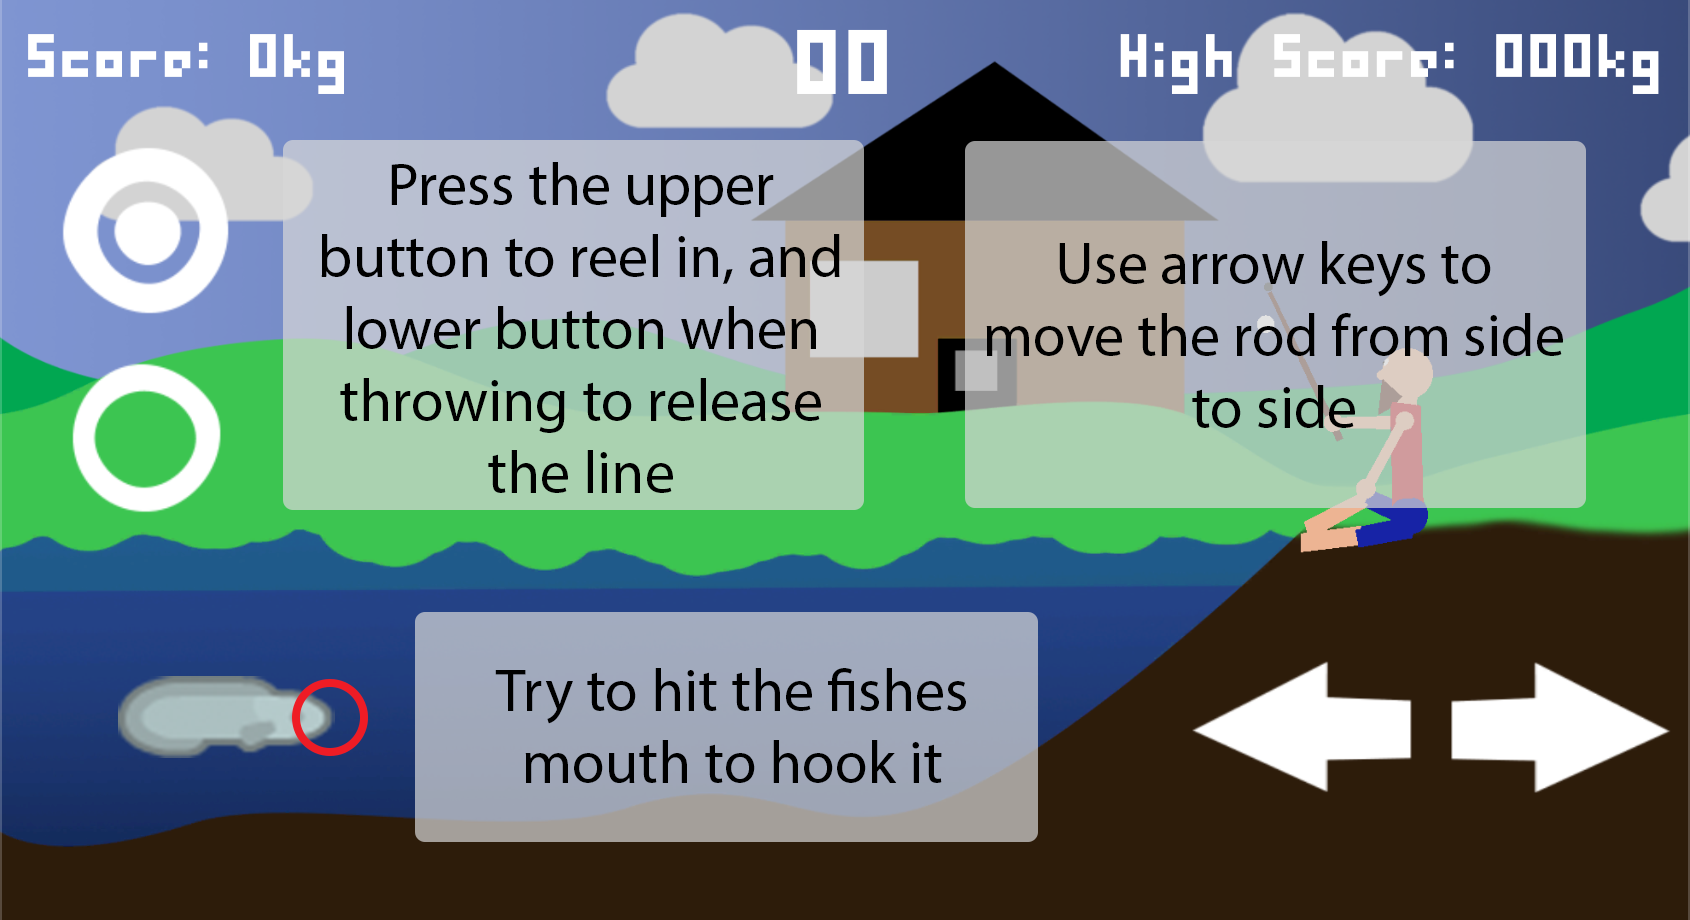 Score: 0kg
00
High Score: 000kg
Press the upper
button to reel in, and
lower button when
throwing to release
the line
Use arrow keys to
move the rod from side
to side
Try to hit the fishes
mouth to hook it